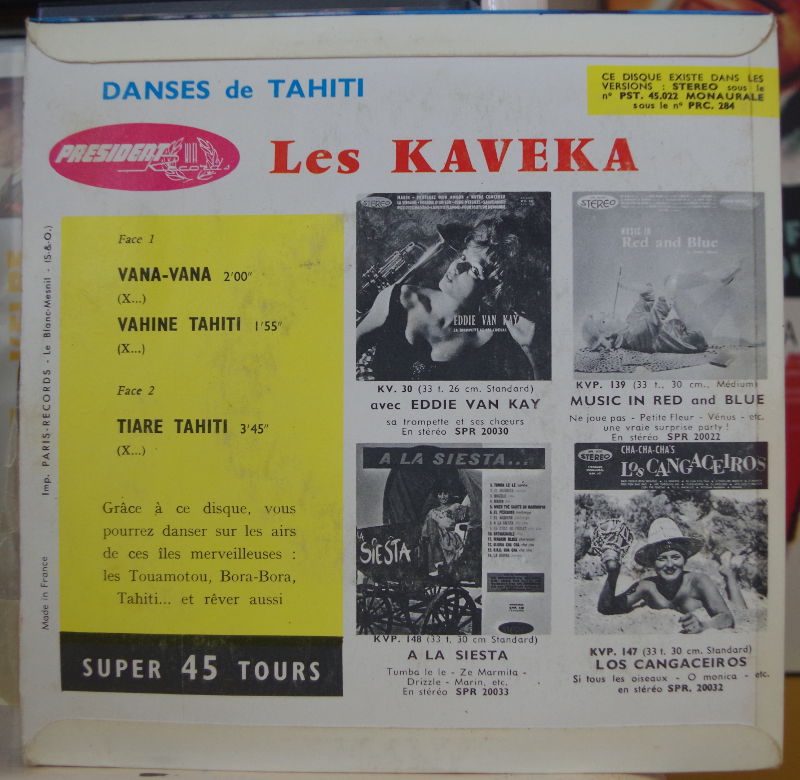 DANSES de TAHITI
CE DISQUE EXISTE DANS LES
VERSIONS : STEREO sous le
n° PST. 45.022 MONAURALE
sous le n° PRC. 284
PRESIDENT
Records
Les KAVEKA
Face 1
VANA-VANA 2'00"
(X...)
VAHINE TAHITI 1'55"
(X...)
Face 2
TIARE TAHITI 3'45"
(X...)
Grâce à ce disque, vous
pourrez danser sur les airs
de ces îles merveilleuses :
les Touamotou, Bora-Bora,
Tahiti... et rêver aussi
SUPER 45 TOURS
Imp. PARIS-RECORDS - Le Blanc-Mesnil - (S-&-O.)
Made in France
STEREO
EDDIE VAN KAY
KV. 30 (33 t. 26 cm. Standard)
avec EDDIE VAN KAY
sa trompette et ses chœurs
En stéréo SPR 20030
STEREO
MUSIC IN
Red and Blue
KVP. 139 (33 t., 30 cm., Médium)
MUSIC IN RED and BLUE
Ne joue pas - Petite Fleur - Vénus - etc.
une vraie surprise party !
En stéréo SPR 20022
A LA SIESTA...
LA SIESTA
KVP. 148 (33 t, 30 cm Standard)
A LA SIESTA
Tumba le le - Ze Marmita -
Drizzle - Marin, etc.
En stéréo SPR 20033
STEREO
CHA-CHA-CHA'S
LOS CANGACEIROS
KVP. 147 (33 t. 30 cm. Standard)
LOS CANGACEIROS
Si tous les oiseaux - O monica - etc.
en stéréo SPR. 20032